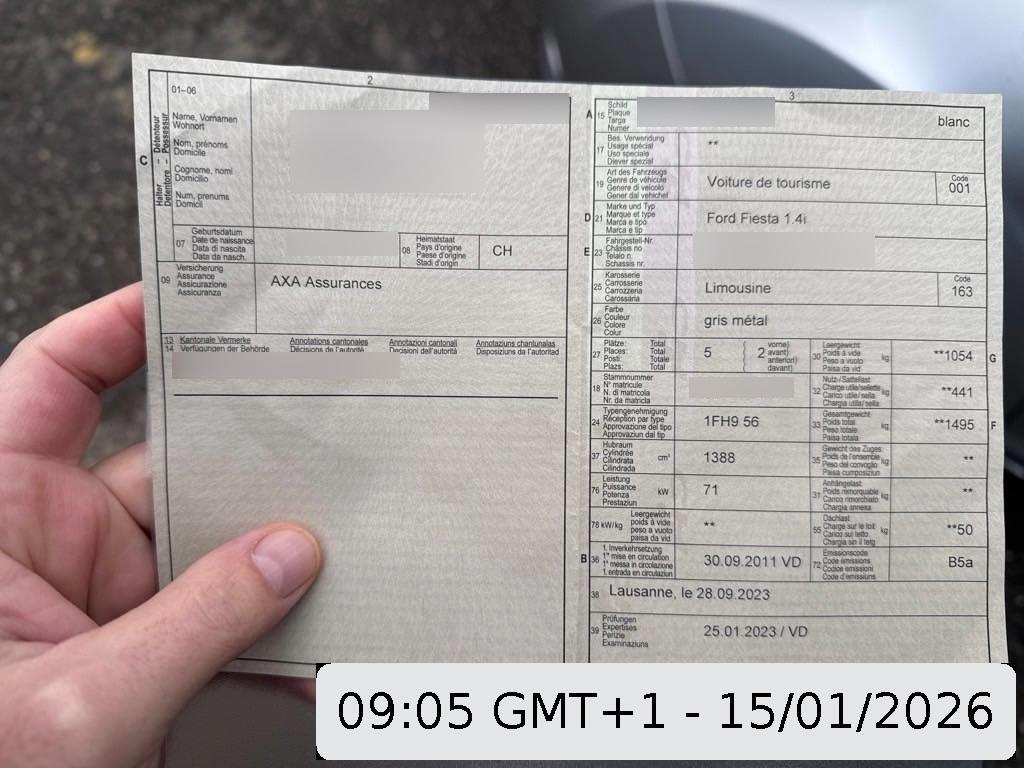 2
01–06
Halter - Detenteur
Detentore - Possessur
C
Name, Vornamen
Wohnort
Nom, prénoms
Domicile
Cognome, nomi
Domicilio
Num, prenums
Domicil
07
Geburtsdatum
Date de naissance
Data di nascita
Data da nasch.
08
Heimatstaat
Pays d'origine
Paese d'origine
Stadi d'origin
CH
09
Versicherung
Assurance
Assicurazione
Assicuranza
AXA Assurances
13 Kantonale Vermerke Annotations cantonales Annotazioni cantonali Annotaziuns chantunalas
14 Verfügungen der Behörde Décisions de l'autorité Decisioni dell'autorità Disposiziuns da l'autoritad
3
A 15
Schild
Plaque
Targa
Numer
blanc
17
Bes. Verwendung
Usage spécial
Uso speciale
Diever spezial
**
19
Art des Fahrzeugs
Genre de véhicule
Genere di veicolo
Gener dal vehichel
Voiture de tourisme
Code
001
D 21
Marke und Typ
Marque et type
Marca e tipo
Marca e tip
Ford Fiesta 1.4i
E 23
Fahrgestell-Nr.
Châssis no
Telaio n.
Schassis nr.
25
Karosserie
Carrosserie
Carrozzeria
Carossaria
Limousine
Code
163
26
Farbe
Couleur
Colore
Colur
gris métal
27
Plätze: Total
Places: Total
Posti: Totale
Plazs: Total
5
2
vorne)
avant)
anteriori)
davant)
30
Leergewicht
Poids à vide
Peso a vuoto
Paisa da vid
kg
**1054
G
18
Stammnummer
N° matricule
N. di matricola
Nr. da matricla
32
Nutz-/Sattellast
Charge utile/sellette
Carico utile/sella
Chargia utila/sella
kg
**441
24
Typengenehmigung
Réception par type
Approvazione del tipo
Approvaziun dal tip
1FH9 56
33
Gesamtgewicht
Poids total
Peso totale
Paisa totala
kg
**1495
F
37
Hubraum
Cylindrée
Cilindrata
Cilindrada
cm³
1388
35
Gewicht des Zuges
Poids de l'ensemble
Peso del convoglio
Paisa cumposiziun
kg
**
76
Leistung
Puissance
Potenza
Prestaziun
kW
71
31
Anhängelast
Poids remorquable
Carico rimorchiato
Chargia annexa
kg
**
78 kW/kg
Leergewicht
poids à vide
peso a vuoto
paisa da vid
**
55
Dachlast
Charge sur le toit
Carico sul tetto
Chargia sin il tetg
kg
**50
B 36
1. Inverkehrsetzung
1re mise en circulation
1a messa in circolazione
1. entrada en circulaziun
30.09.2011 VD
72
Emissionscode
Code émissions
Codice emissioni
Code d'emissiuns
B5a
38
Lausanne, le 28.09.2023
39
Prüfungen
Expertises
Perizie
Examinaziuns
25.01.2023 / VD
09:05 GMT+1 - 15/01/2026